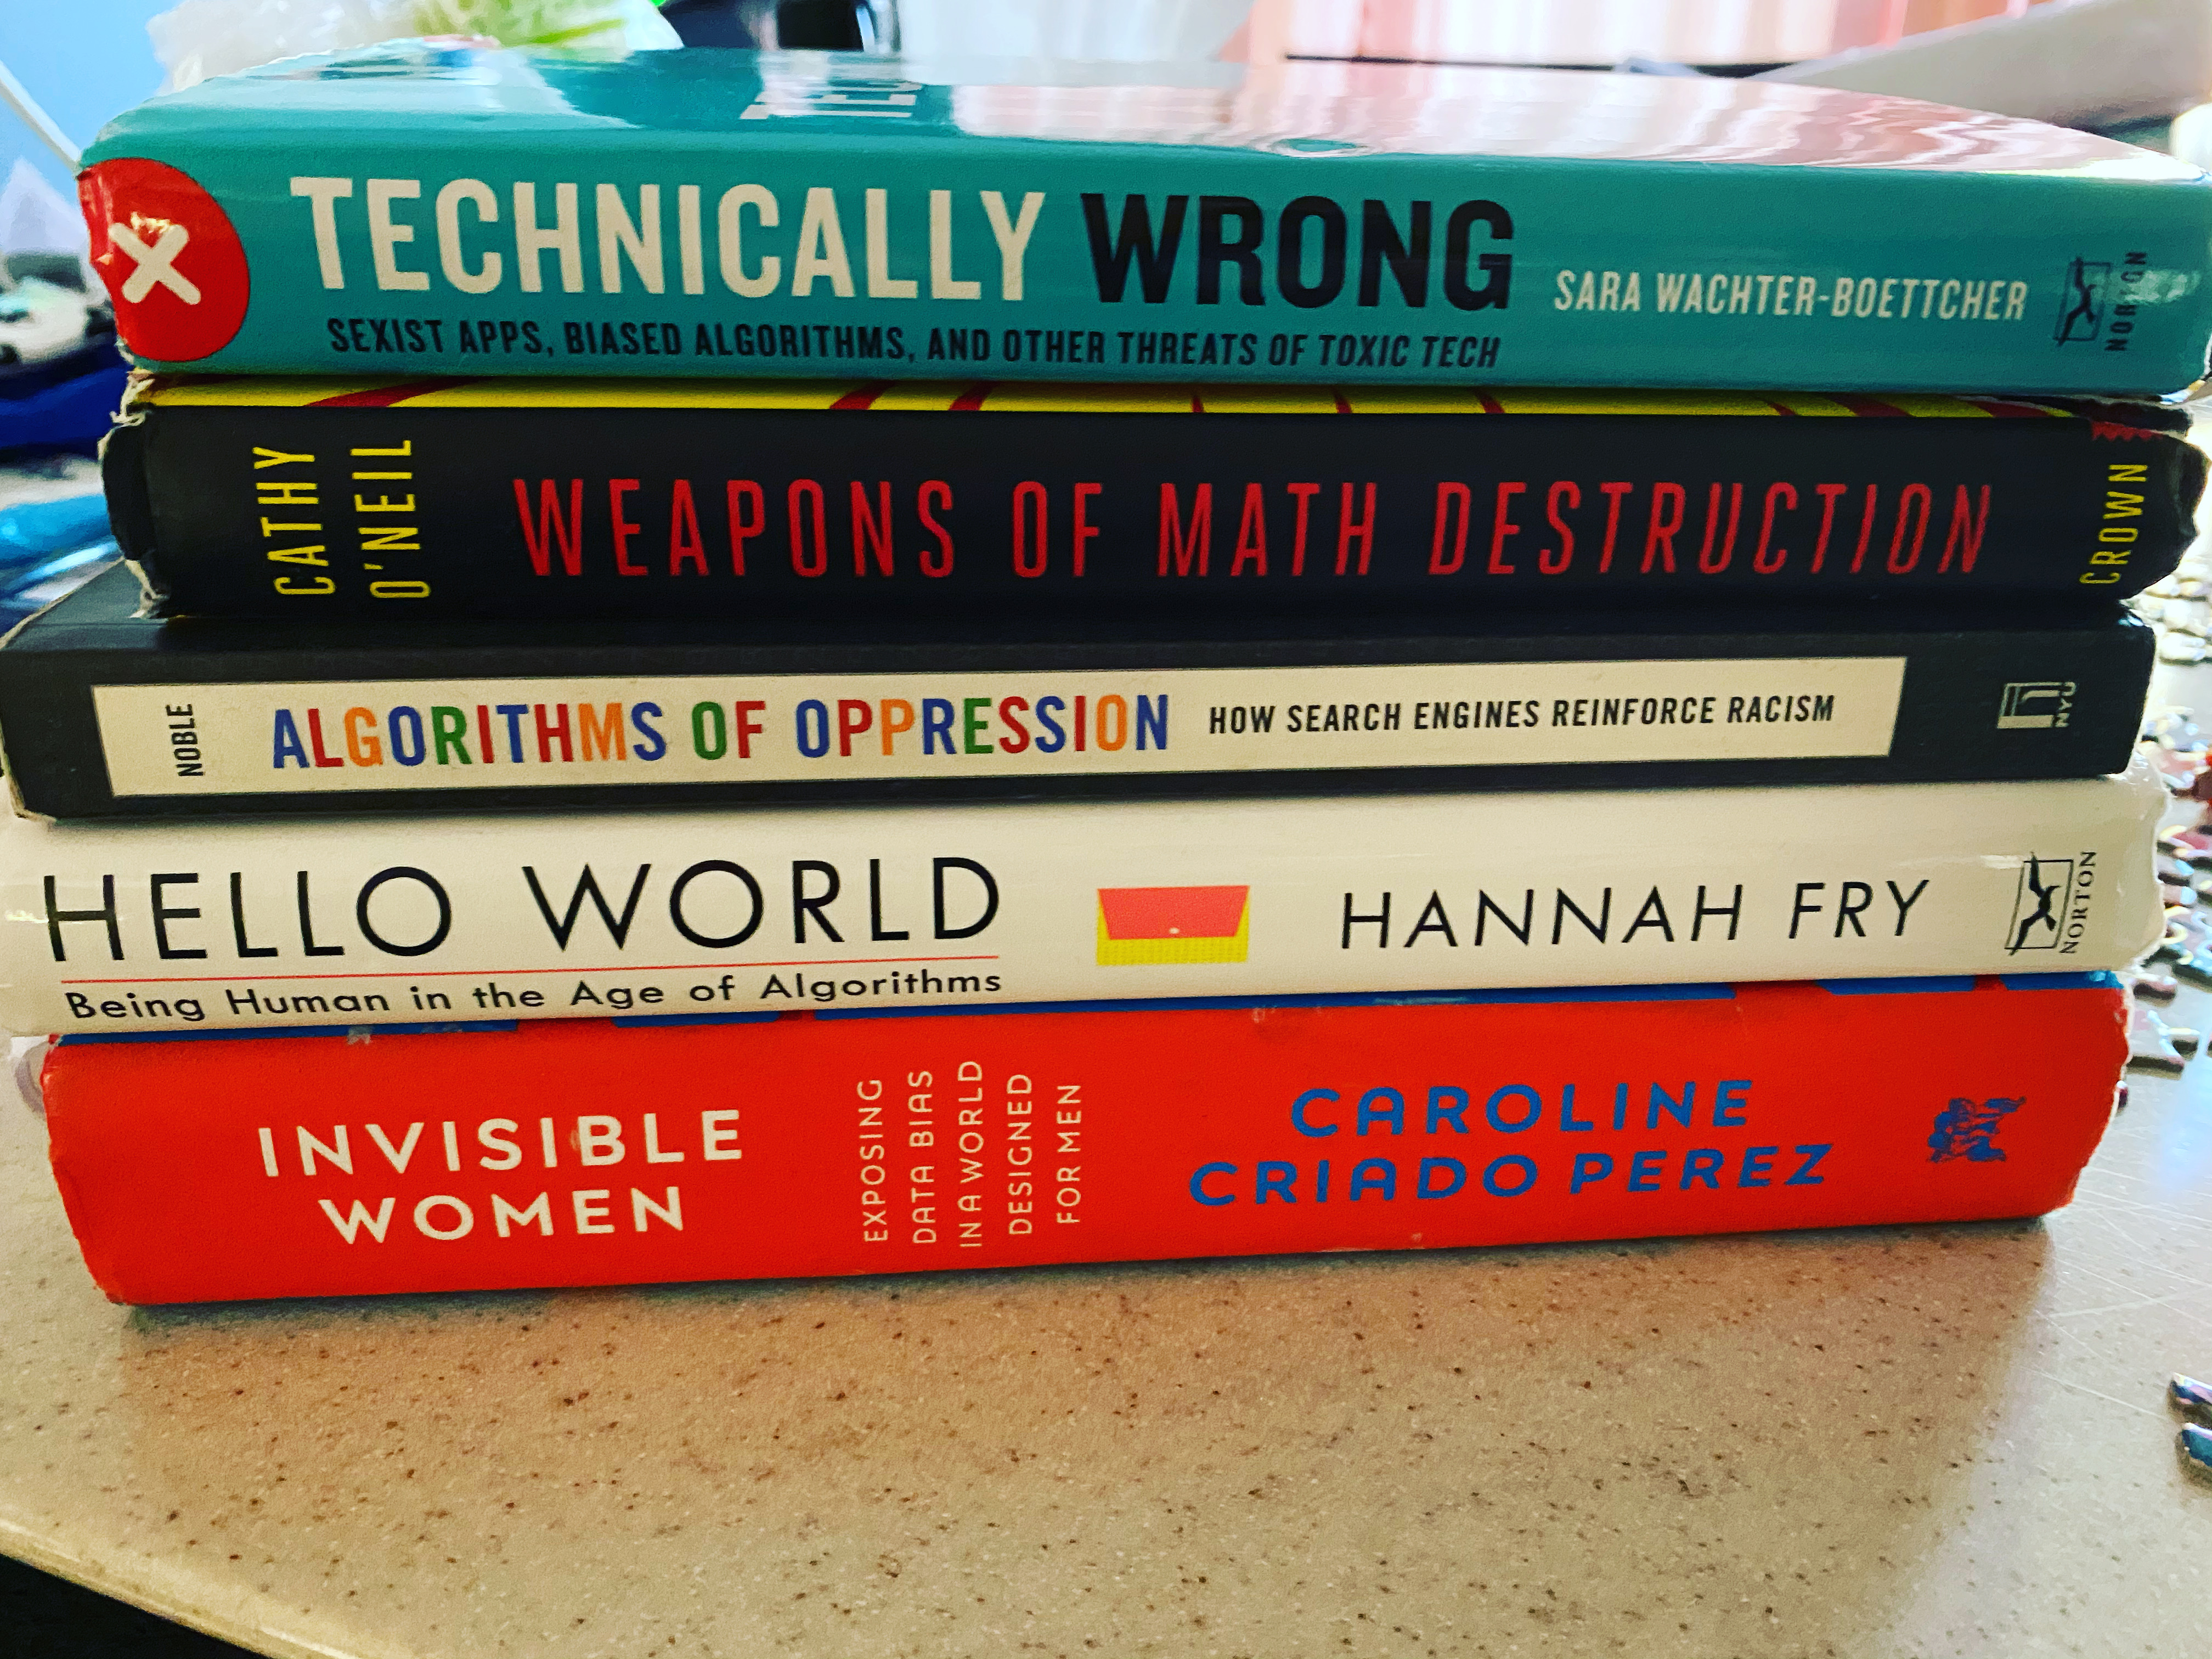 TECHNICALLY WRONG
SEXIST APPS, BIASED ALGORITHMS, AND OTHER THREATS OF TOXIC TECH
SARA WACHTER-BOETTCHER
NORTON
CATHY
O'NEIL
WEAPONS OF MATH DESTRUCTION
CROWN
NOBLE
ALGORITHMS OF OPPRESSION
HOW SEARCH ENGINES REINFORCE RACISM
NYU
HELLO WORLD
Being Human in the Age of Algorithms
HANNAH FRY
NORTON
INVISIBLE
WOMEN
EXPOSING
DATA BIAS
IN A WORLD
DESIGNED
FOR MEN
CAROLINE
CRIADO PEREZ